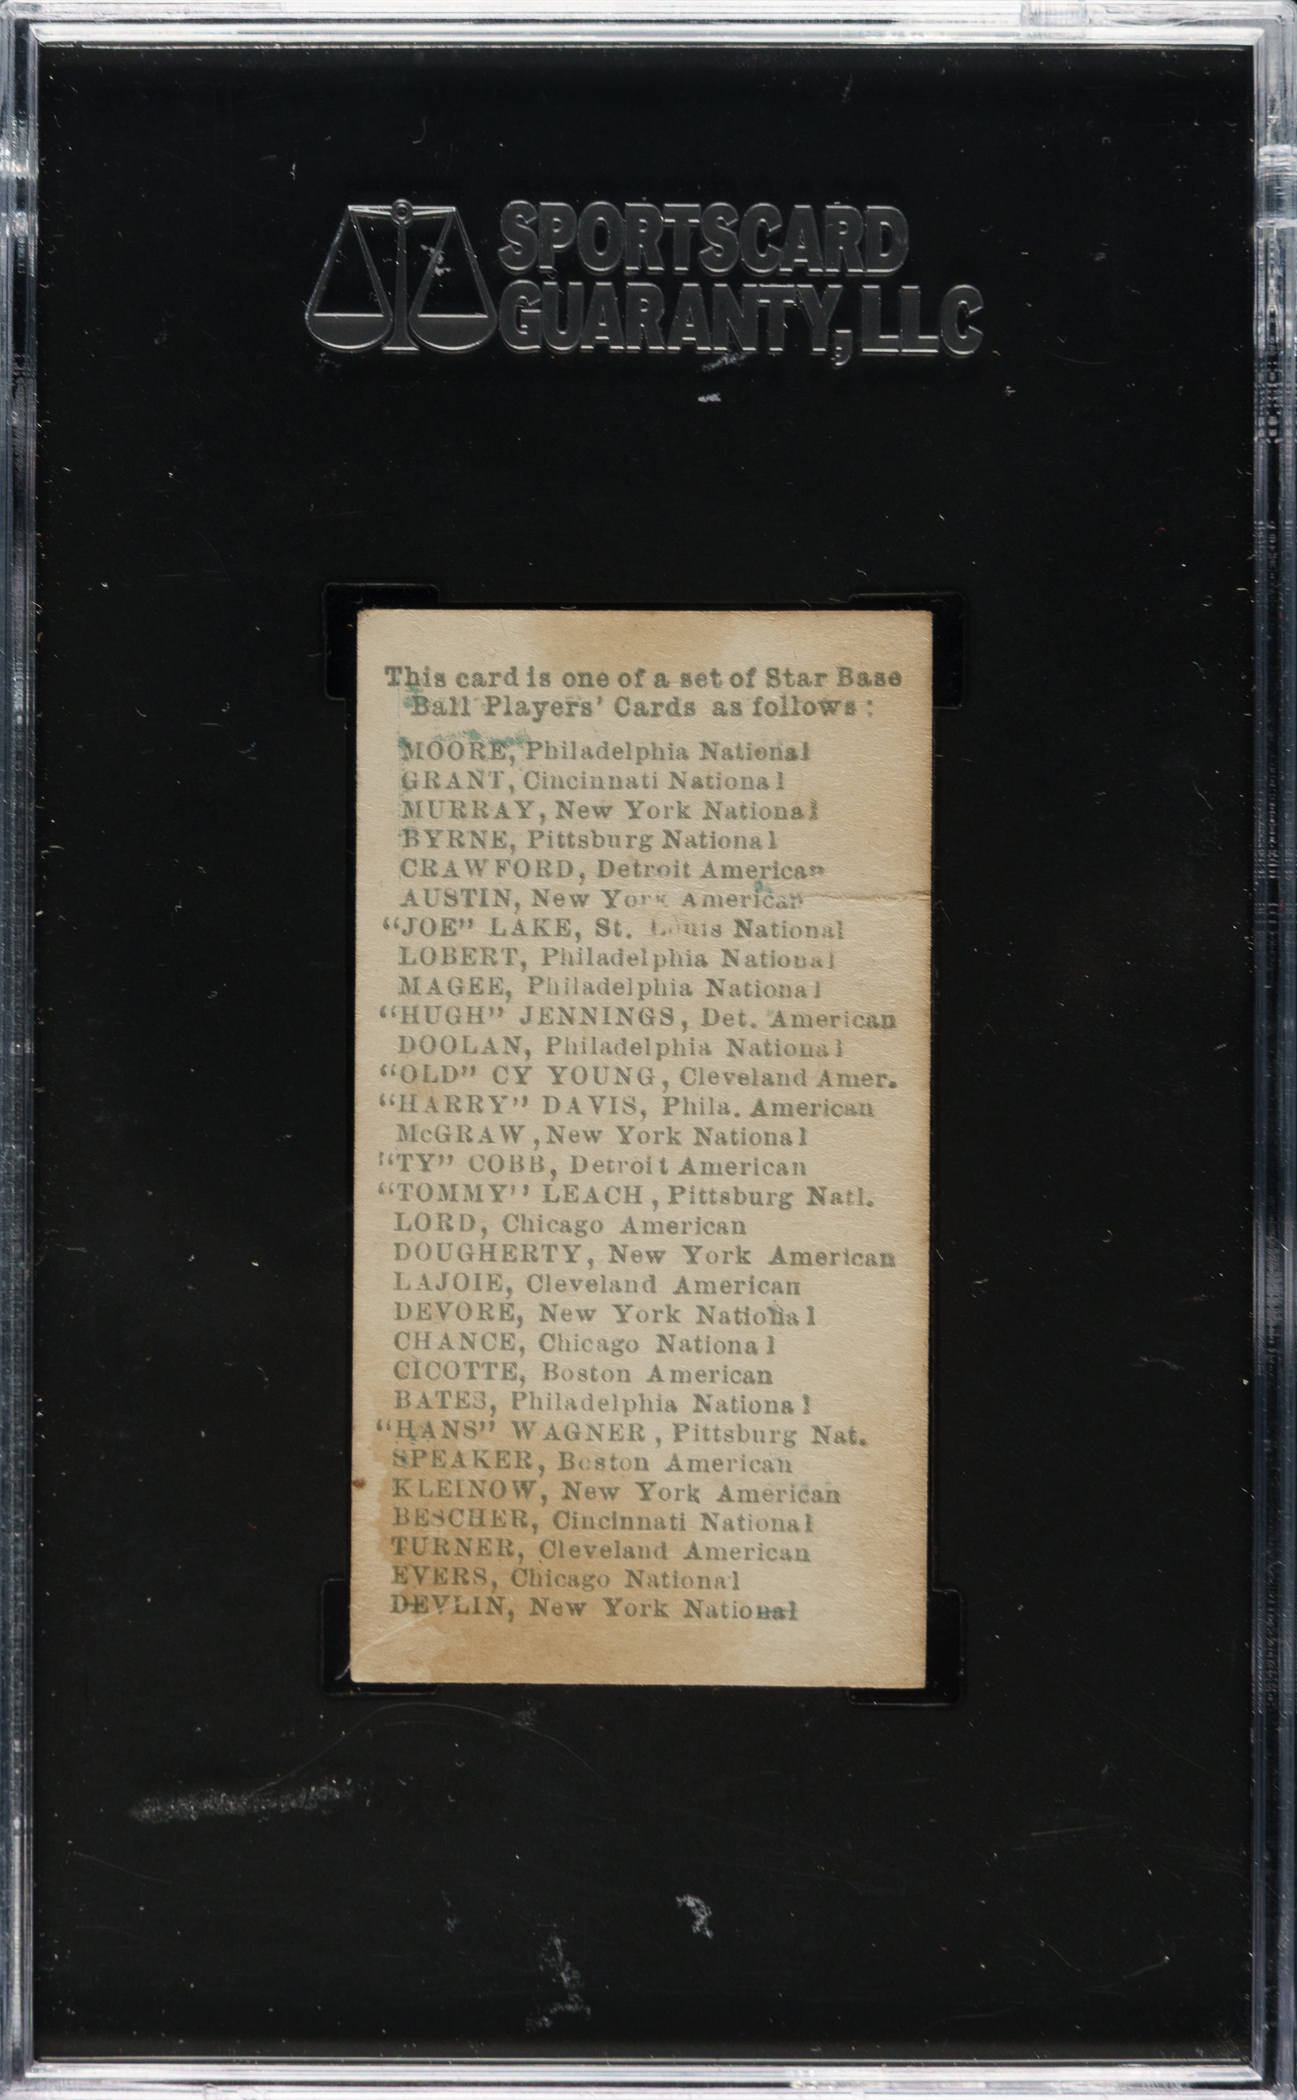 SPORTSCARD
GUARANTY, LLC
This card is one of a set of Star Base
Ball Players' Cards as follows:
MOORE, Philadelphia National
GRANT, Cincinnati National
MURRAY, New York National
BYRNE, Pittsburg National
CRAWFORD, Detroit American
AUSTIN, New York American
"JOE" LAKE, St. Louis National
LOBERT, Philadelphia National
MAGEE, Philadelphia National
"HUGH" JENNINGS, Det. American
DOOLAN, Philadelphia National
"OLD" CY YOUNG, Cleveland Amer.
"HARRY" DAVIS, Phila. American
McGRAW, New York National
"TY" COBB, Detroit American
"TOMMY" LEACH, Pittsburg Natl.
LORD, Chicago American
DOUGHERTY, New York American
LAJOIE, Cleveland American
DEVORE, New York National
CHANCE, Chicago National
CICOTTE, Boston American
BATES, Philadelphia National
"HANS" WAGNER, Pittsburg Nat.
SPEAKER, Boston American
KLEINOW, New York American
BESCHER, Cincinnati National
TURNER, Cleveland American
EVERS, Chicago National
DEVLIN, New York National